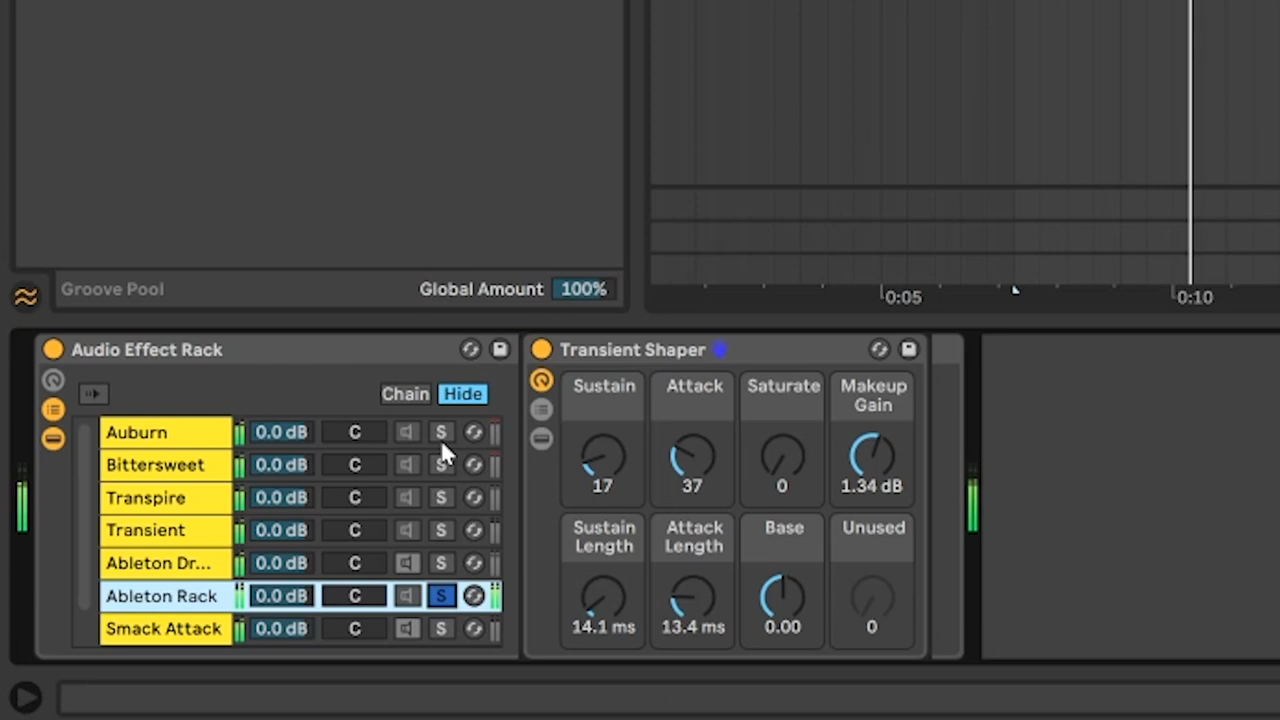 0:05
0:10
Groove Pool
Global Amount 100%
Audio Effect Rack
Chain Hide
Auburn 0.0 dB C S
Bittersweet 0.0 dB C S
Transpire 0.0 dB C S
Transient 0.0 dB C S
Ableton Dr... 0.0 dB C S
Ableton Rack 0.0 dB C S
Smack Attack 0.0 dB C S
Transient Shaper
Sustain Attack Saturate Makeup
Gain
17 37 0 1.34 dB
Sustain Attack Base Unused
Length Length
14.1 ms 13.4 ms 0.00 0